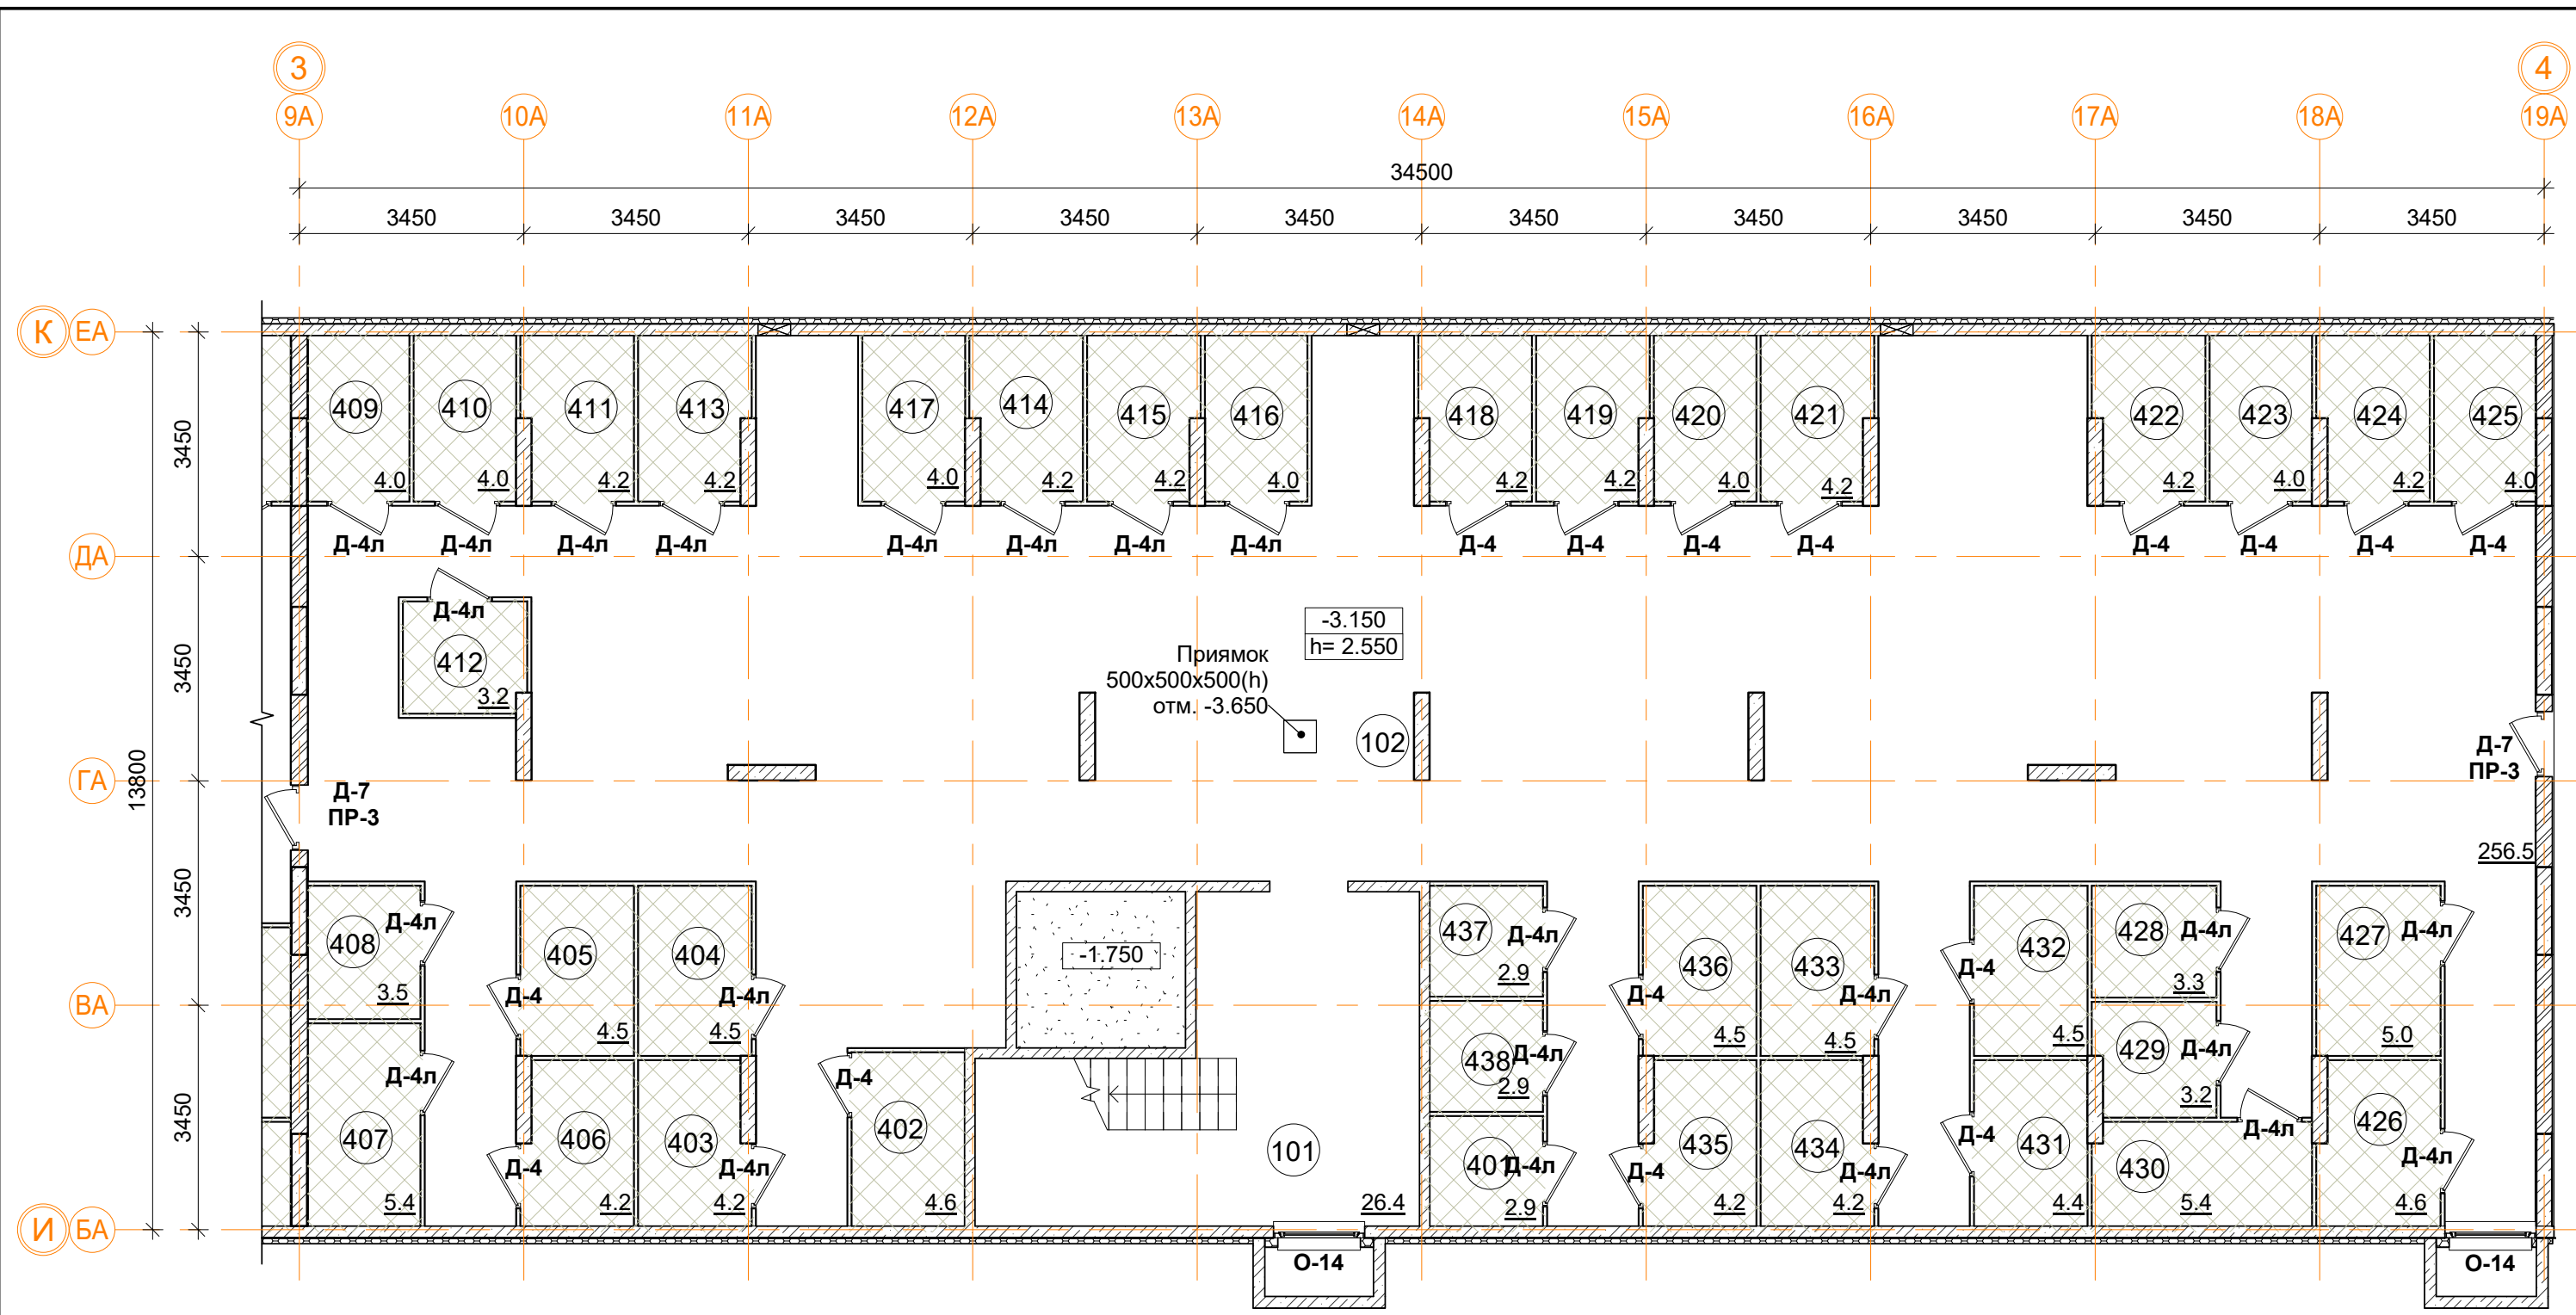 3
4
9А 10А 11А 12А 13А 14А 15А 16А 17А 18А 19А
34500
3450 3450 3450 3450 3450 3450 3450 3450 3450 3450
К ЕА
ДА
ГА
ВА
И БА
3450
3450
3450
3450
13800
409 410 411 413 417 414 415 416 418 419 420 421 422 423 424 425
4.0 4.0 4.2 4.2 4.0 4.2 4.2 4.0 4.2 4.2 4.0 4.2 4.2 4.0 4.2 4.0
Д-4л Д-4л Д-4л Д-4л Д-4л Д-4л Д-4л Д-4л Д-4 Д-4 Д-4 Д-4 Д-4 Д-4 Д-4 Д-4
Д-4л
412
3.2
-3.150
h= 2.550
Приямок
500х500х500(h)
отм. -3.650
102
Д-7
ПР-3
Д-7
ПР-3
256.5
408
Д-4л
3.5
407
Д-4л
5.4
405
Д-4
4.5
404
Д-4л
4.5
406
Д-4
4.2
403
Д-4л
4.2
402
Д-4
4.6
-1.750
101
26.4
437
Д-4л
2.9
438
Д-4л
2.9
401
Д-4л
2.9
436
Д-4
4.5
433
Д-4л
4.5
435
Д-4
4.2
434
Д-4л
4.2
432
Д-4
4.5
431
Д-4
4.4
428
Д-4л
3.3
429
Д-4л
3.2
430
Д-4л
5.4
427
Д-4л
5.0
426
Д-4л
4.6
О-14
О-14